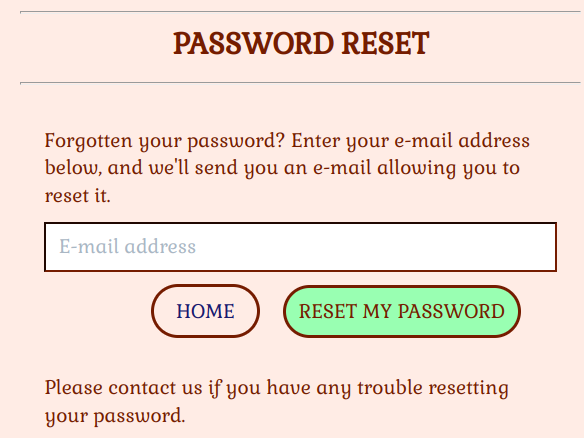 PASSWORD RESET
Forgotten your password? Enter your e-mail address
below, and we'll send you an e-mail allowing you to
reset it.
E-mail address
HOME
RESET MY PASSWORD
Please contact us if you have any trouble resetting
your password.